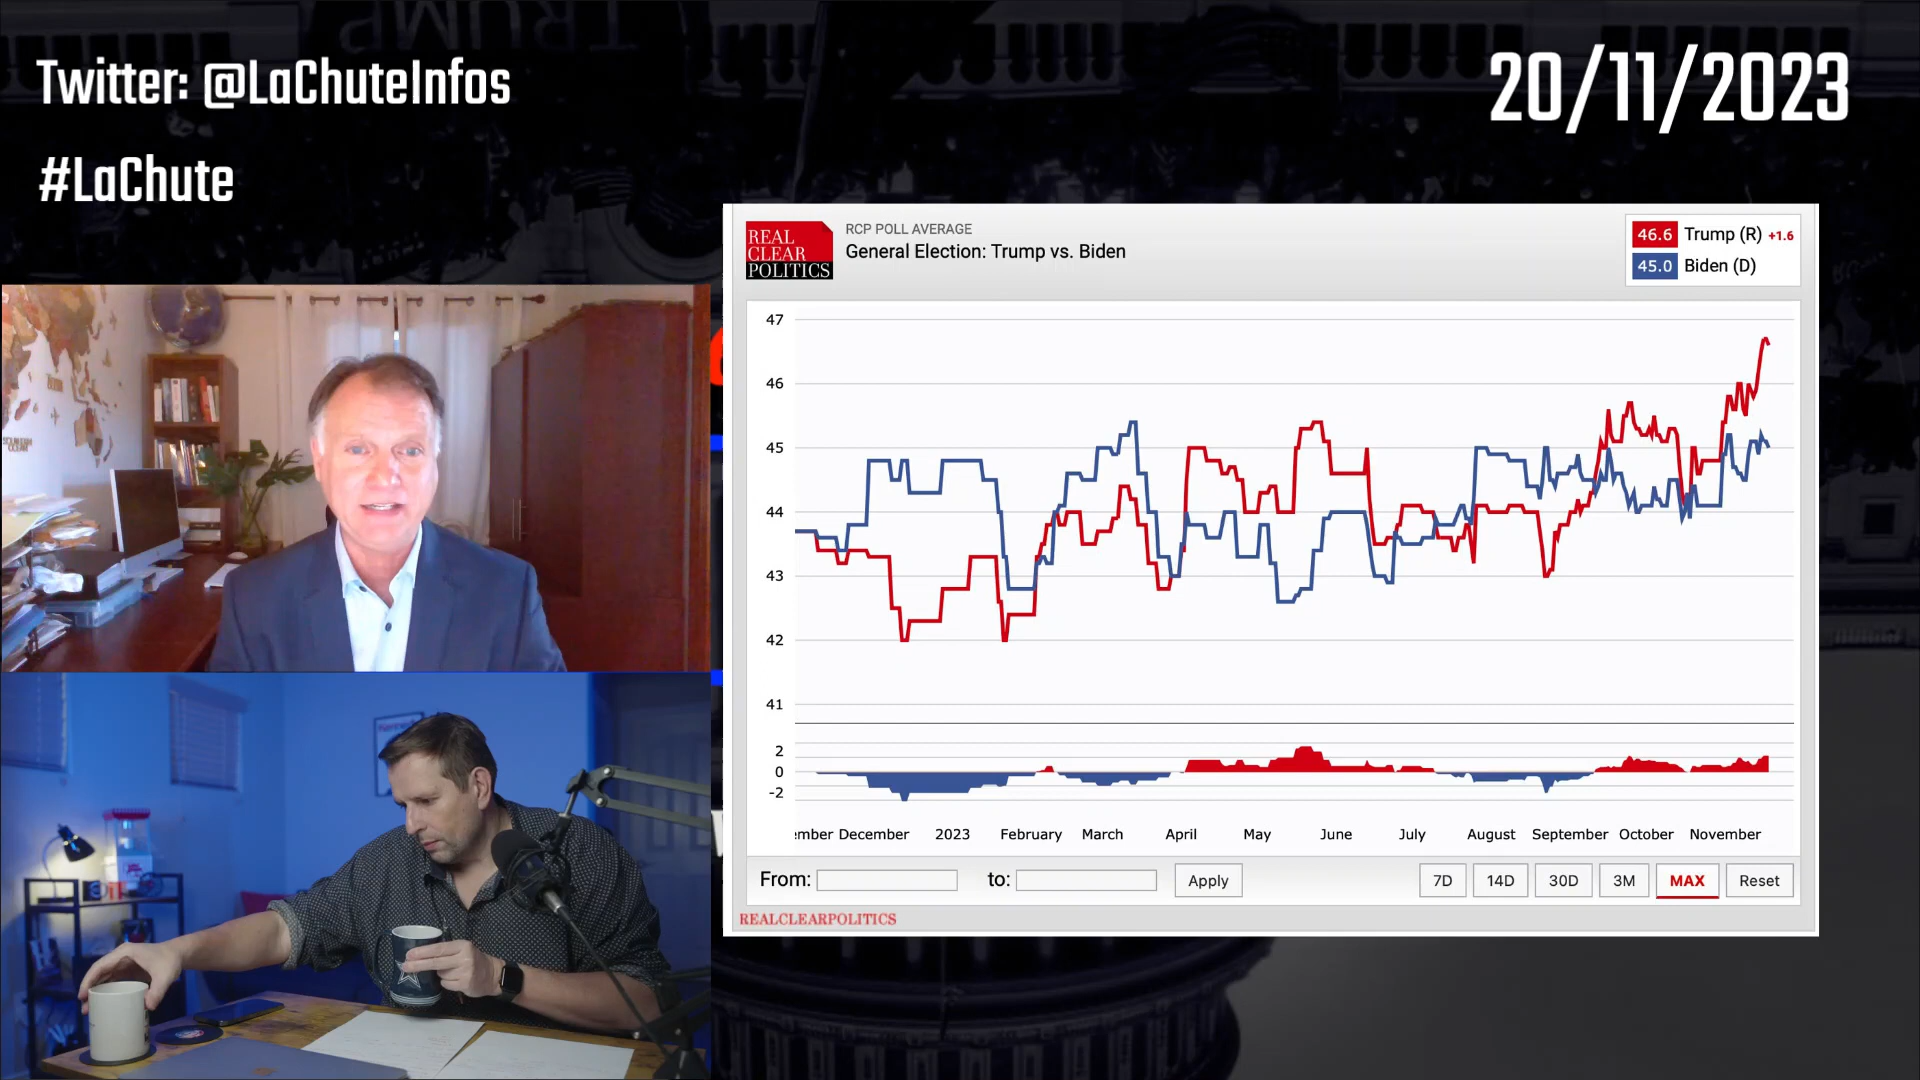 TRUMP
Twitter: @LaChuteInfos
#LaChute
20/11/2023
REAL
CLEAR
POLITICS
RCP POLL AVERAGE
General Election: Trump vs. Biden
46.6 Trump (R) +1.6
45.0 Biden (D)
47
46
45
44
43
42
41
2
0
-2
ember December 2023 February March April May June July August September October November
From: to: Apply 7D 14D 30D 3M MAX Reset
REALCLEARPOLITICS